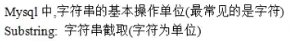 Mysql 中,字符串的基本操作单位(最常见的是字符)
Substring: 字符串截取(字符为单位)